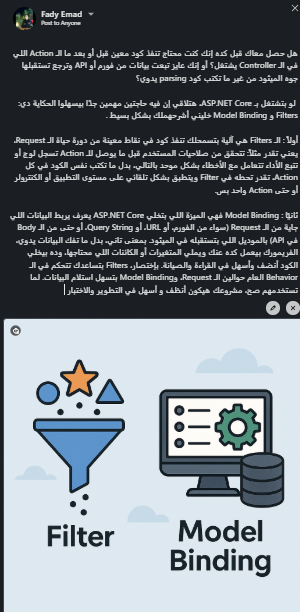 Fady Emad
Post to Anyone
هل حصل معاك قبل كده إنك كنت محتاج تنفذ كود معين قبل أو بعد ما الـ Action اللي
في الـ Controller يشتغل؟ أو إنك عايز تبعت بيانات من فورم أو API وترجع تستقبلها
جوه الميثود من غير ما تكتب كود parsing يدوي؟
لو بتشتغل بـ ASP.NET Core، هتلاقي إن فيه حاجتين مهمين جدًا بيسهلوا الحكاية دي:
Filters و Model Binding خليني أشرحهملك بشكل بسيط .
أولاً : الـ Filters هي آلية بتسمحلك تنفذ كود في نقاط معينة من دورة حياة الـ Request،
يعني تقدر مثلاً: تتحقق من صلاحيات المستخدم قبل ما يوصل للـ Action تسجل لوج أو
تتبع الأداء تتعامل مع الأخطاء بشكل موحد بالتالي، بدل ما تكتب نفس الكود في كل
Action، تقدر تحطه في Filter ويتطبق بشكل تلقائي على مستوى التطبيق أو الكنترولر
أو حتى Action واحد بس.
ثانيًا : Model Binding فهي الميزة اللي بتخلي ASP.NET Core يعرف يربط البيانات اللي
جاية من الـ Request (سواء من الفورم، أو URL، أو Query String، أو حتى من الـ Body
في API) بالموديل اللي بتستقبله في الميثود. بمعنى تاني، بدل ما تفك البيانات يدوي،
الفريمورك بيعمل كده عنك ويملي المتغيرات أو الكائنات اللي محتاجها، وده بيخلي
الكود أنضف وأسهل في القراءة والصيانة. بإختصار، Filters بتساعدك تتحكم في الـ
Behavior العام حوالين الـ Request، وModel Binding بتسهل استلام البيانات. لما
تستخدمهم صح، مشروعك هيكون أنظف و أسهل في التطوير والاختبار
Filter
Model
Binding